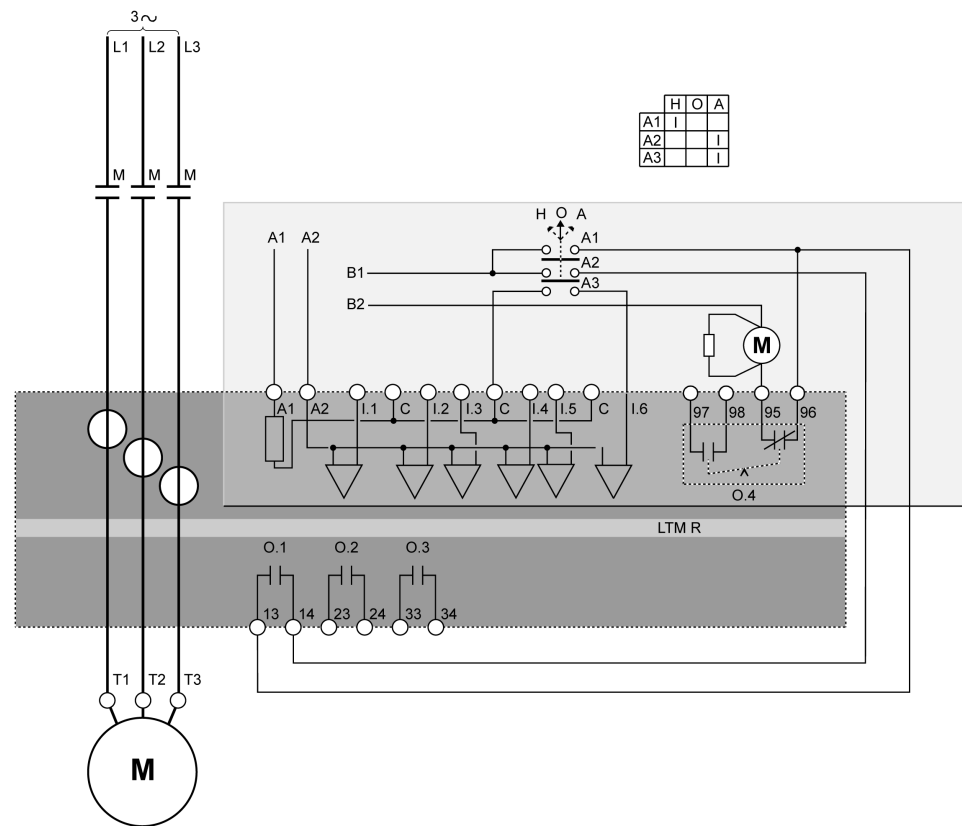 3~
L1 L2 L3
H O A
A1 I
A2 I
A3 I
M M M
H O A
A1 A2
A1
B1
A2
A3
B2
M
A1 A2 I.1 C I.2 I.3 C I.4 I.5 C I.6 97 98 95 96
O.4
LTM R
O.1 O.2 O.3
13 14 23 24 33 34
T1 T2 T3
M